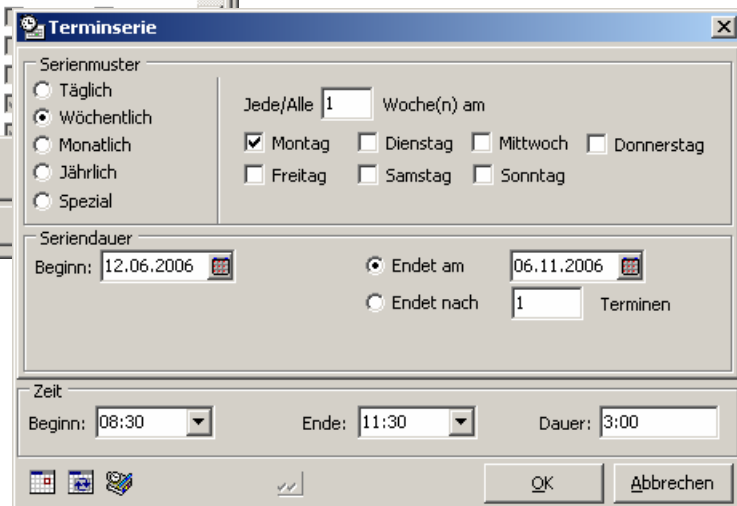 Terminserie
Serienmuster
Täglich
Wöchentlich
Monatlich
Jährlich
Spezial
Jede/Alle 1 Woche(n) am
Montag Dienstag Mittwoch Donnerstag
Freitag Samstag Sonntag
Seriendauer
Beginn: 12.06.2006 Endet am 06.11.2006
Endet nach 1 Terminen
Zeit
Beginn: 08:30 Ende: 11:30 Dauer: 3:00
OK Abbrechen